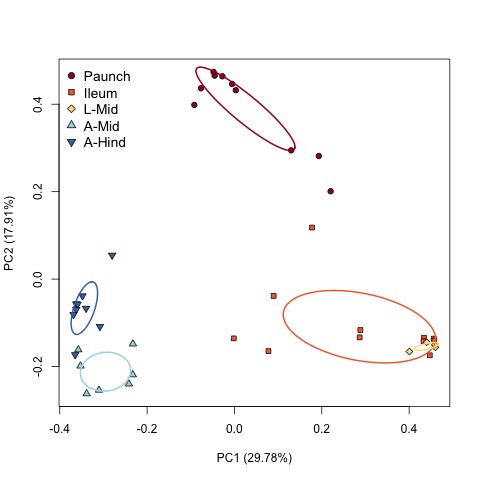 Paunch
Ileum
L-Mid
A-Mid
A-Hind
PC2 (17.91%)
0.4
0.2
0.0
-0.2
-0.4 -0.2 0.0 0.2 0.4
PC1 (29.78%)